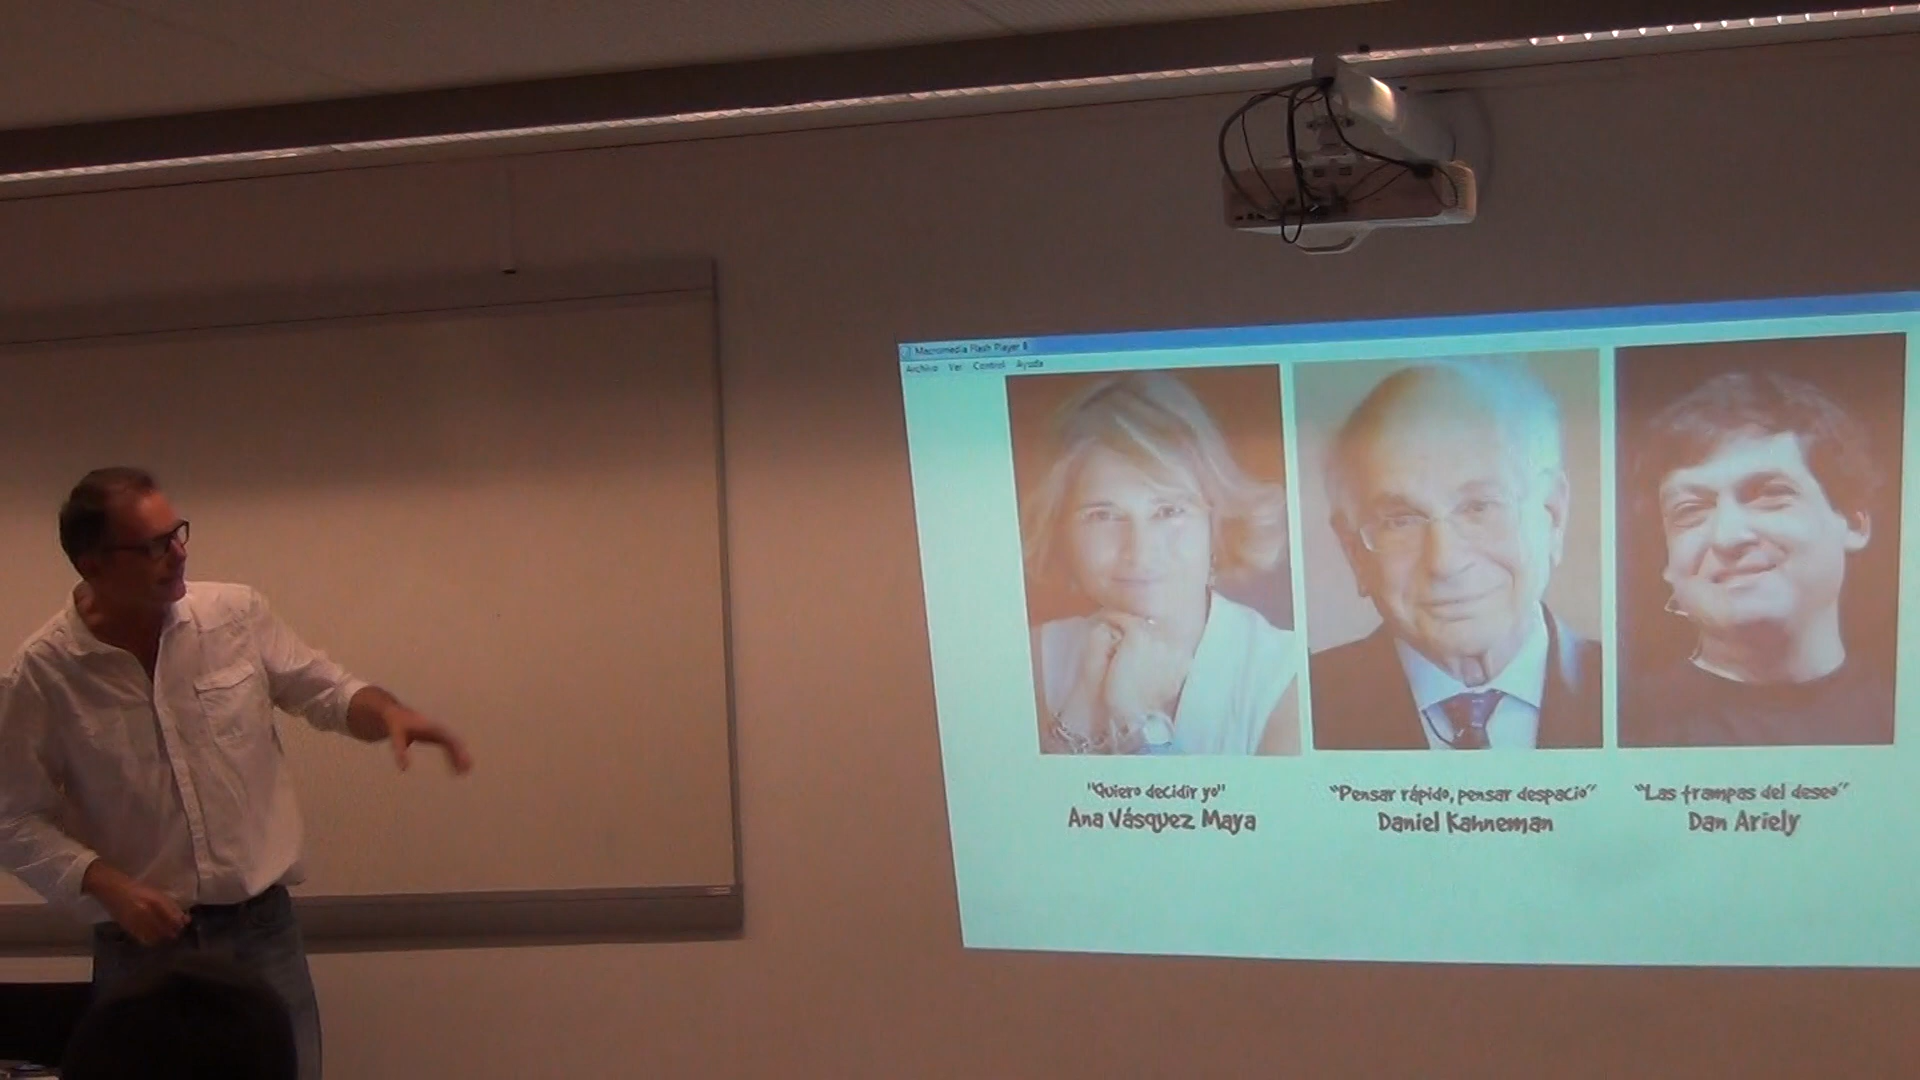 Macromedia Flash Player 8
Archivo Ver Control Ayuda
"Quiero decidir yo"
Ana Vásquez Maya
"Pensar rápido, pensar despacio"
Daniel Kahneman
"Las trampas del deseo"
Dan Ariely